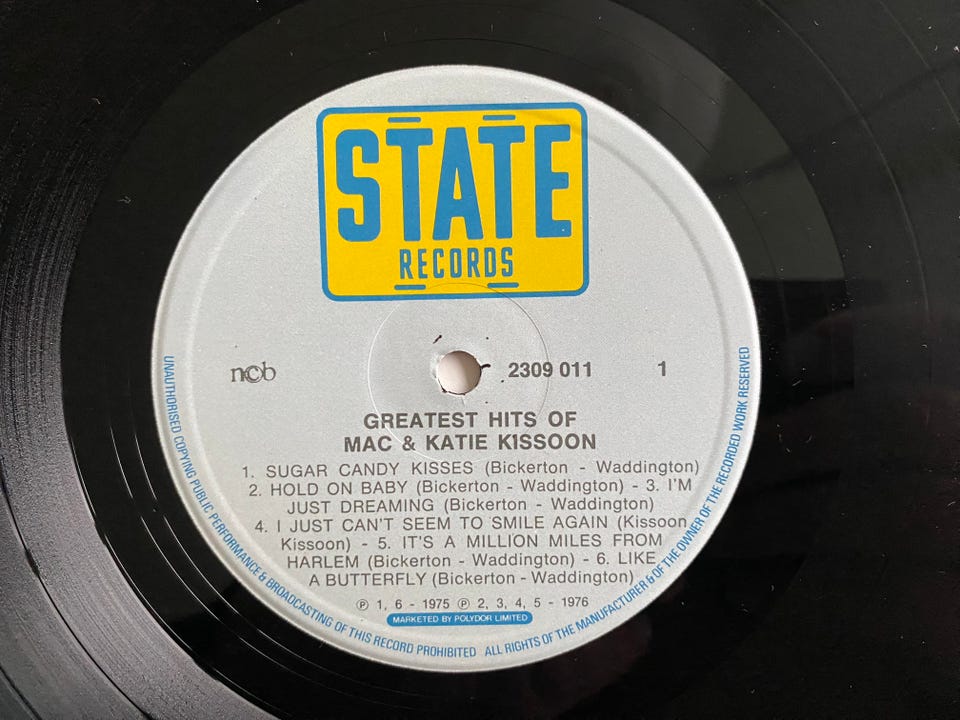 STATE
RECORDS
ncb
2309 011
1
GREATEST HITS OF
MAC & KATIE KISSOON
1. SUGAR CANDY KISSES (Bickerton - Waddington)
2. HOLD ON BABY (Bickerton - Waddington) - 3. I'M
JUST DREAMING (Bickerton - Waddington)
4. I JUST CAN'T SEEM TO SMILE AGAIN (Kissoon
Kissoon) - 5. IT'S A MILLION MILES FROM
HARLEM (Bickerton - Waddington) - 6. LIKE
A BUTTERFLY (Bickerton - Waddington)
℗ 1, 6 - 1975 ℗ 2, 3, 4, 5 - 1976
MARKETED BY POLYDOR LIMITED
UNAUTHORISED COPYING PUBLIC PERFORMANCE & BROADCASTING OF THIS RECORD PROHIBITED ALL RIGHTS OF THE MANUFACTURER & OF THE OWNER OF THE RECORDED WORK RESERVED